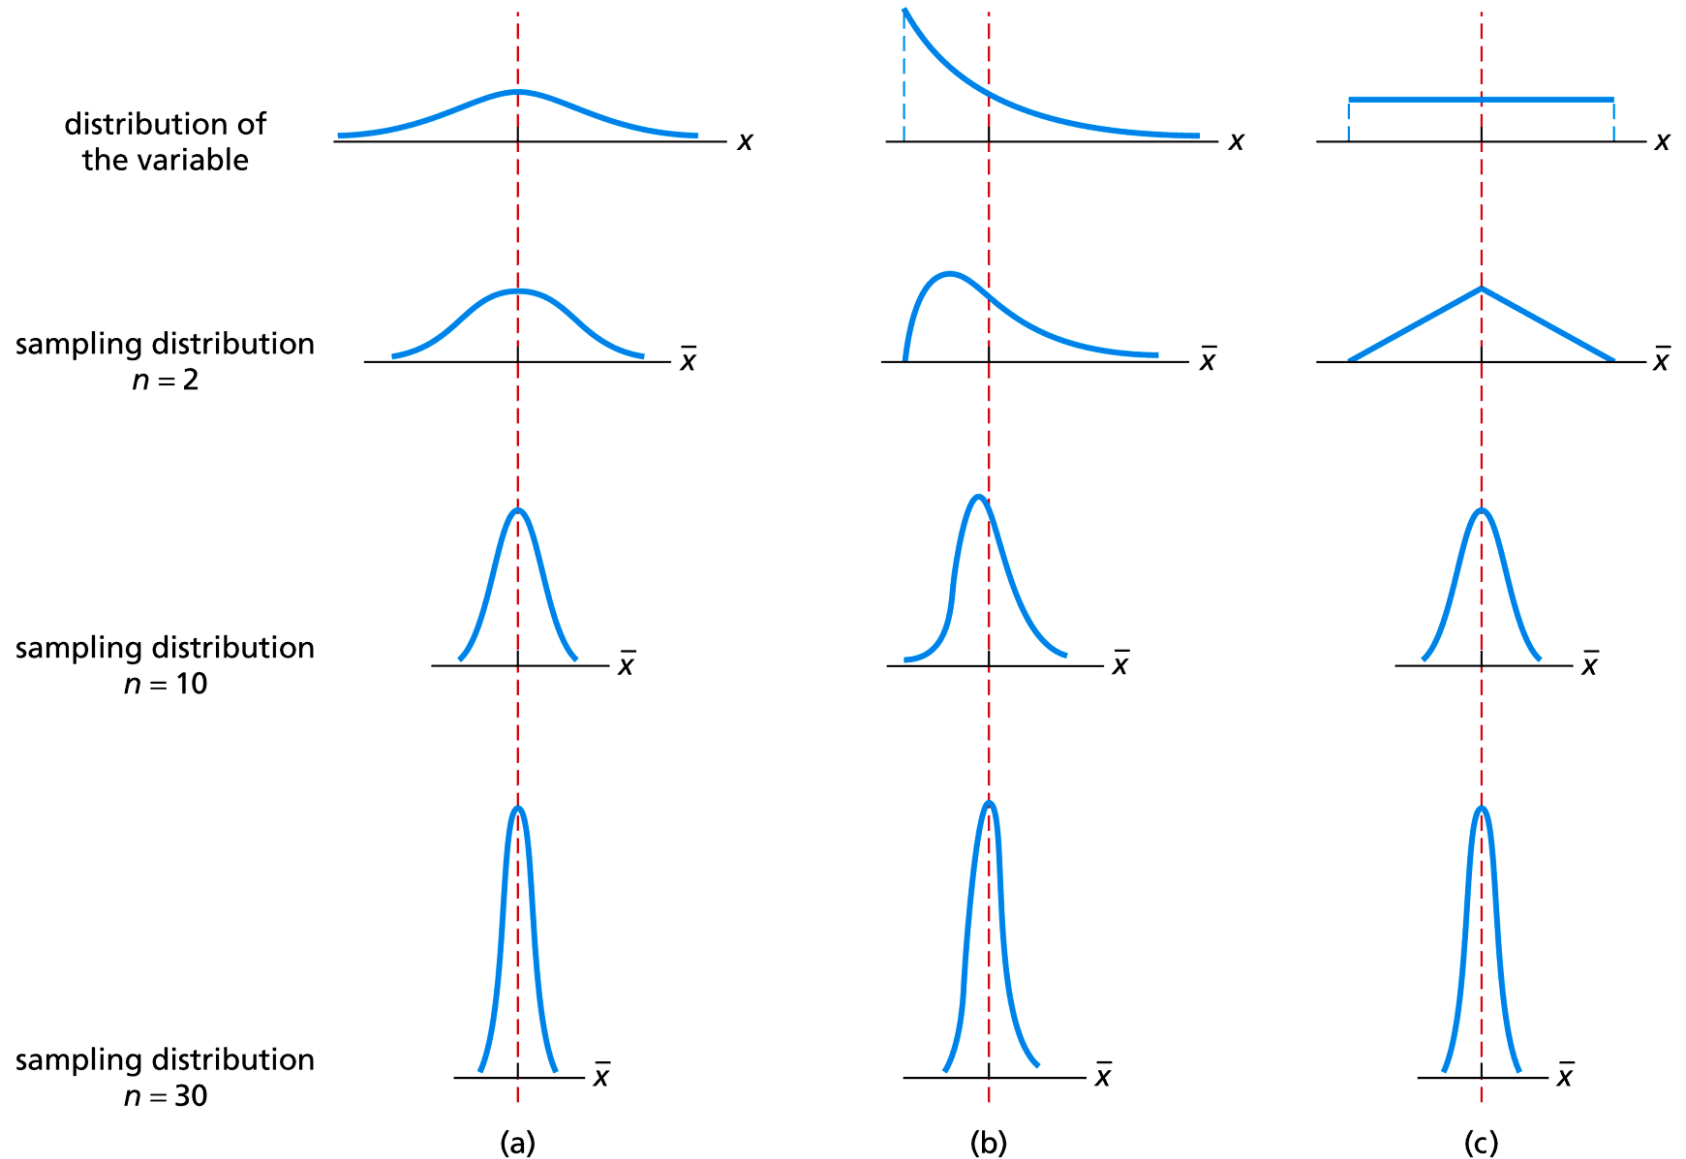 distribution of
the variable
x
x
x
sampling distribution
n = 2
x̄
x̄
x̄
sampling distribution
n = 10
x̄
x̄
x̄
sampling distribution
n = 30
x̄
x̄
x̄
(a)
(b)
(c)